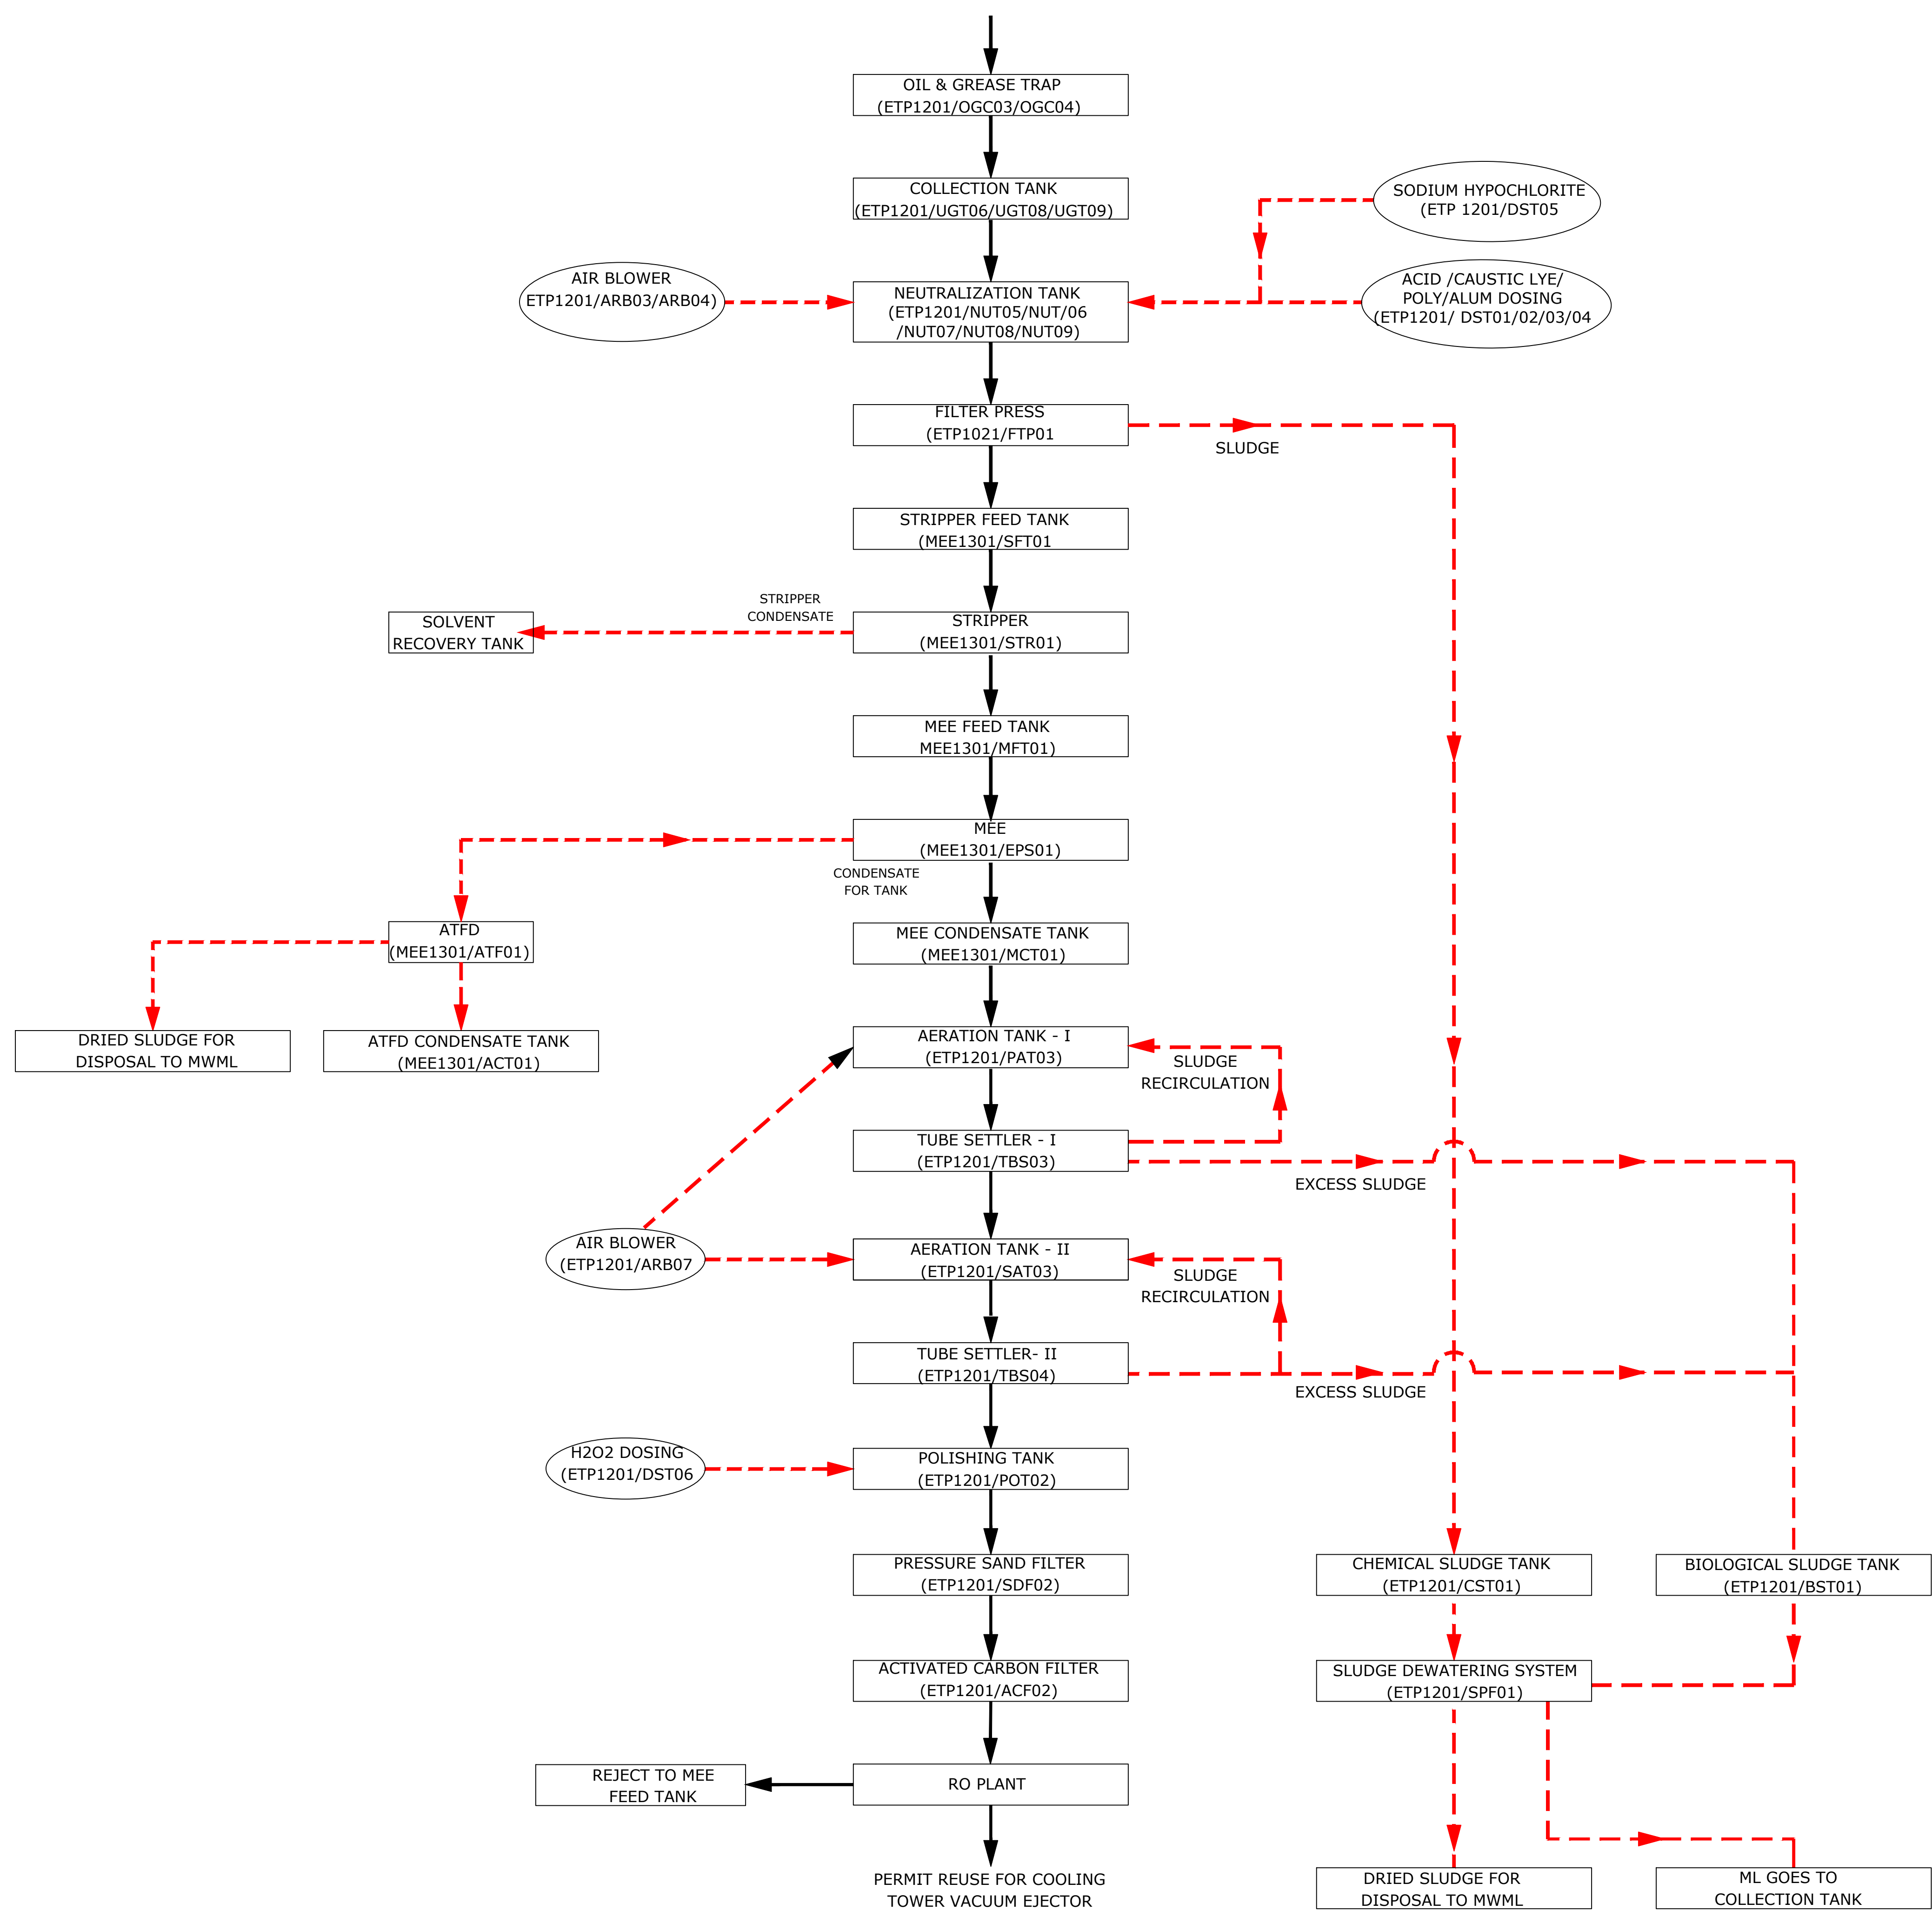 OIL & GREASE TRAP
(ETP1201/OGC03/OGC04)
COLLECTION TANK
(ETP1201/UGT06/UGT08/UGT09)
SODIUM HYPOCHLORITE
(ETP 1201/DST05
AIR BLOWER
ETP1201/ARB03/ARB04)
NEUTRALIZATION TANK
(ETP1201/NUT05/NUT/06
/NUT07/NUT08/NUT09)
ACID /CAUSTIC LYE/
POLY/ALUM DOSING
(ETP1201/ DST01/02/03/04
FILTER PRESS
(ETP1021/FTP01
SLUDGE
STRIPPER FEED TANK
(MEE1301/SFT01
STRIPPER
CONDENSATE
SOLVENT
RECOVERY TANK
STRIPPER
(MEE1301/STR01)
MEE FEED TANK
MEE1301/MFT01)
MEE
(MEE1301/EPS01)
CONDENSATE
FOR TANK
ATFD
(MEE1301/ATF01)
MEE CONDENSATE TANK
(MEE1301/MCT01)
DRIED SLUDGE FOR
DISPOSAL TO MWML
ATFD CONDENSATE TANK
(MEE1301/ACT01)
AERATION TANK - I
(ETP1201/PAT03)
SLUDGE
RECIRCULATION
TUBE SETTLER - I
(ETP1201/TBS03)
EXCESS SLUDGE
AIR BLOWER
(ETP1201/ARB07
AERATION TANK - II
(ETP1201/SAT03)
SLUDGE
RECIRCULATION
TUBE SETTLER- II
(ETP1201/TBS04)
EXCESS SLUDGE
H2O2 DOSING
(ETP1201/DST06
POLISHING TANK
(ETP1201/POT02)
PRESSURE SAND FILTER
(ETP1201/SDF02)
CHEMICAL SLUDGE TANK
(ETP1201/CST01)
BIOLOGICAL SLUDGE TANK
(ETP1201/BST01)
ACTIVATED CARBON FILTER
(ETP1201/ACF02)
SLUDGE DEWATERING SYSTEM
(ETP1201/SPF01)
REJECT TO MEE
FEED TANK
RO PLANT
PERMIT REUSE FOR COOLING
TOWER VACUUM EJECTOR
DRIED SLUDGE FOR
DISPOSAL TO MWML
ML GOES TO
COLLECTION TANK